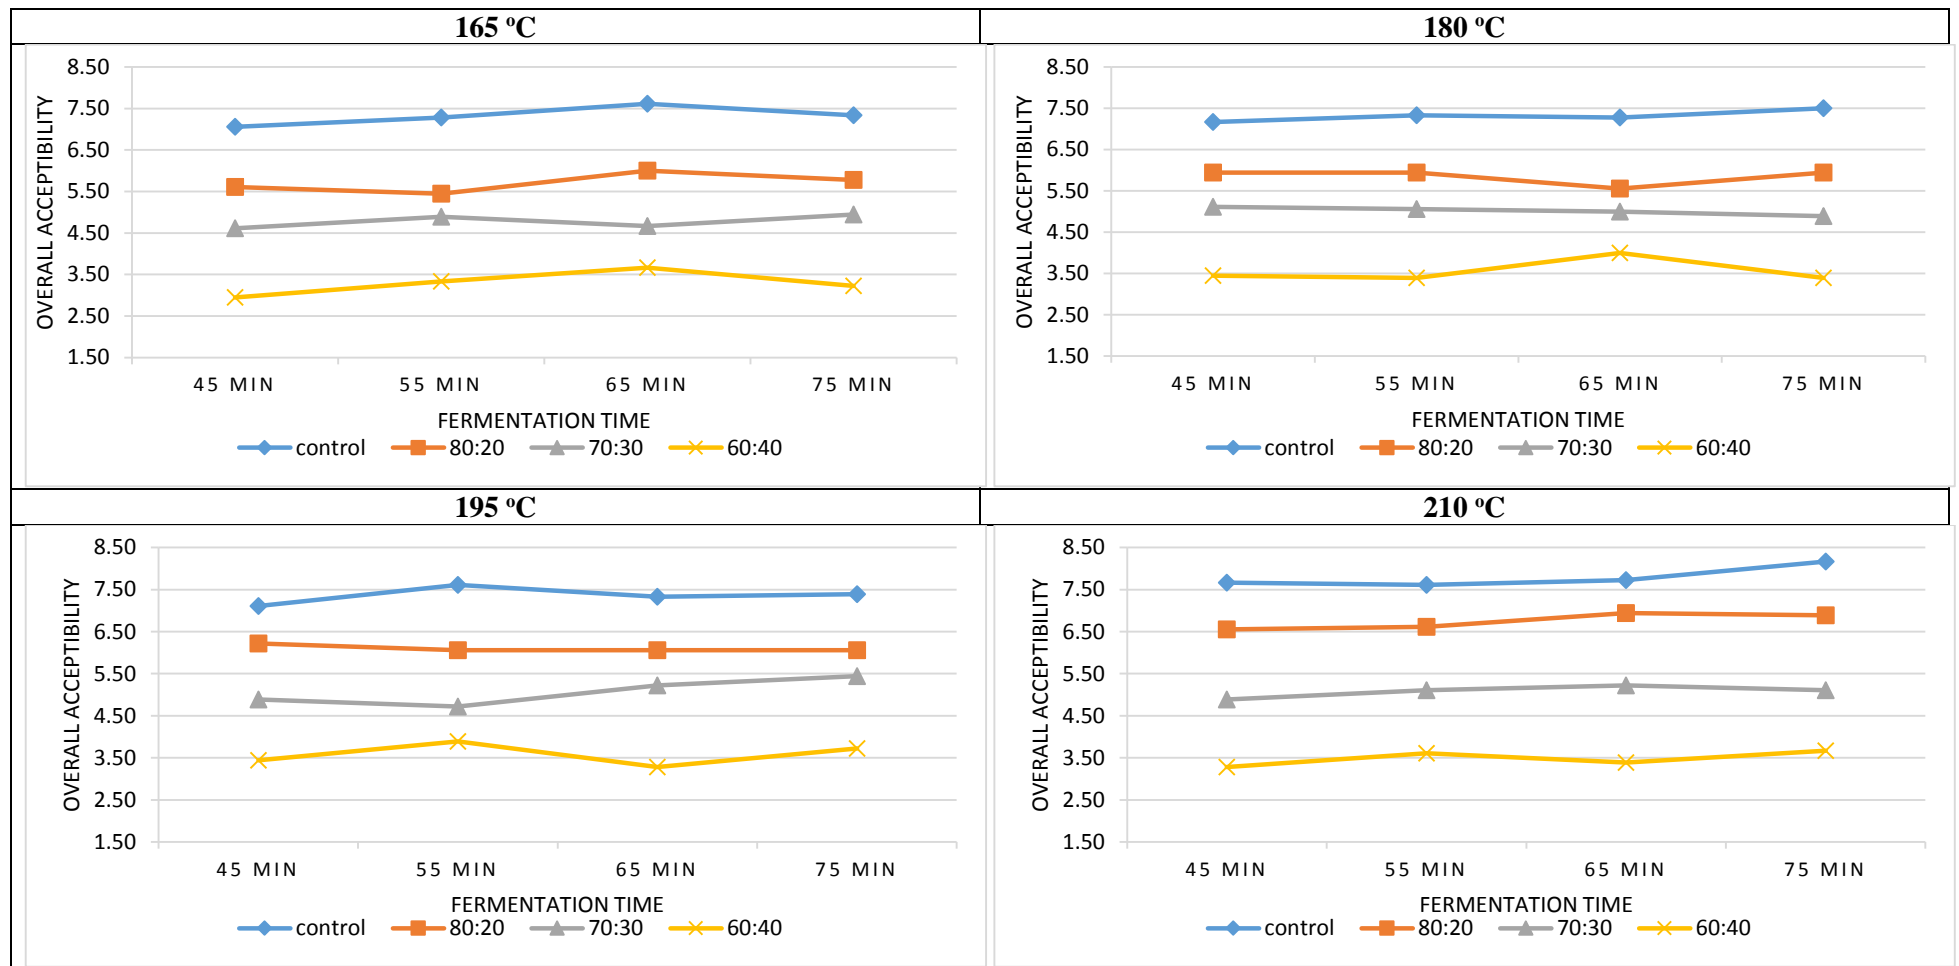 165 ºC
8.50
7.50
6.50
5.50
4.50
3.50
2.50
1.50
OVERALL ACCEPTIBILITY
45 MIN 55 MIN 65 MIN 75 MIN
FERMENTATION TIME
control 80:20 70:30 60:40
180 ºC
8.50
7.50
6.50
5.50
4.50
3.50
2.50
1.50
OVERALL ACCEPTIBILITY
45 MIN 55 MIN 65 MIN 75 MIN
FERMENTATION TIME
control 80:20 70:30 60:40
195 ºC
8.50
7.50
6.50
5.50
4.50
3.50
2.50
1.50
OVERALL ACCEPTIBILITY
45 MIN 55 MIN 65 MIN 75 MIN
FERMENTATION TIME
control 80:20 70:30 60:40
210 ºC
8.50
7.50
6.50
5.50
4.50
3.50
2.50
1.50
OVERALL ACCEPTIBILITY
45 MIN 55 MIN 65 MIN 75 MIN
FERMENTATION TIME
control 80:20 70:30 60:40